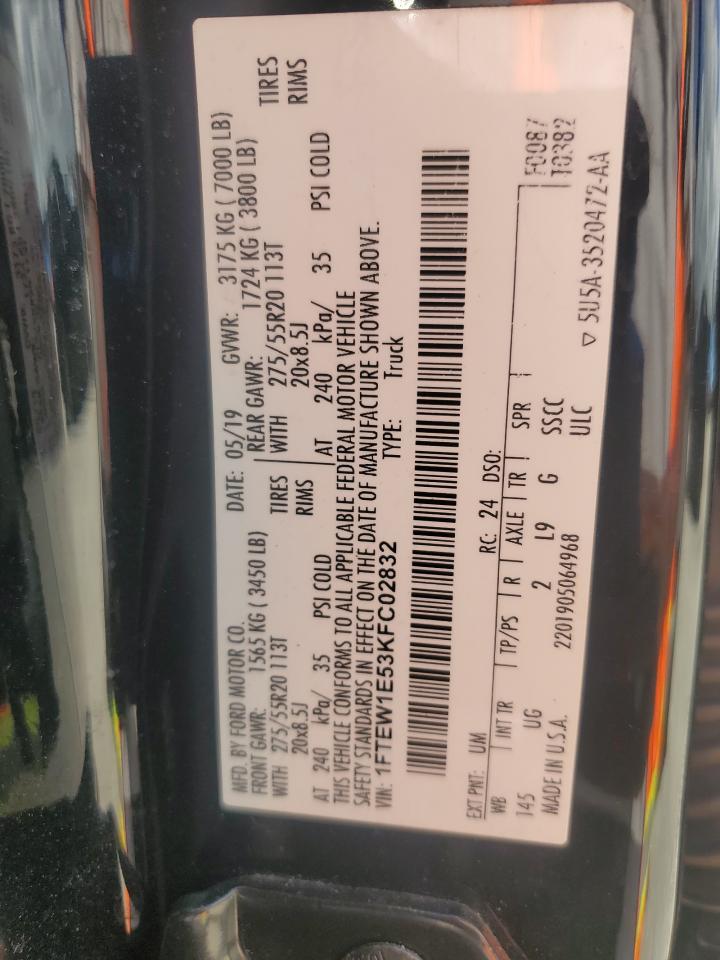 MFD. BY FORD MOTOR CO. DATE: 05/19 GVWR: 3175 KG ( 7000 LB)
FRONT GAWR: 1565 KG ( 3450 LB) REAR GAWR: 1724 KG ( 3800 LB)
WITH 275/55R20 113T TIRES WITH 275/55R20 113T TIRES
20x8.5J RIMS 20x8.5J RIMS
AT 240 kPa/ 35 PSI COLD AT 240 kPa/ 35 PSI COLD
THIS VEHICLE CONFORMS TO ALL APPLICABLE FEDERAL MOTOR VEHICLE
SAFETY STANDARDS IN EFFECT ON THE DATE OF MANUFACTURE SHOWN ABOVE.
VIN: 1FTEW1E53KFC02832 TYPE: Truck
EXT PNT: UM RC: 24 DSO:
WB INT TR TP/PS R AXLE TR SPR F0087
145 UG 2 L9 G SSCC T0382
MADE IN U.S.A. 2201905064968 ULC ▽ 5U5A-3520472-AA